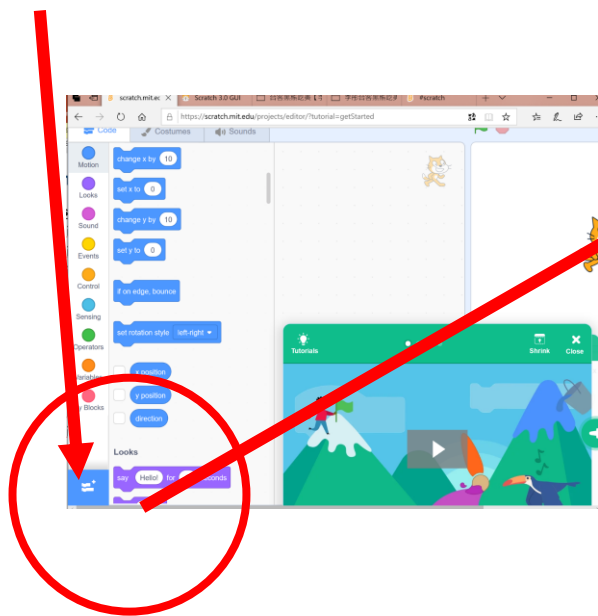 scratch.mit.ec
Scratch 3.0 GUI
#scratch
https://scratch.mit.edu/projects/editor/?tutorial=getStarted
Code
Costumes
Sounds
Motion
Looks
Sound
Events
Control
Sensing
Operators
Variables
My Blocks
change x by 10
set x to 0
change y by 10
set y to 0
if on edge, bounce
set rotation style left-right
x position
y position
direction
Looks
say Hello! for seconds
Tutorials
Shrink
Close